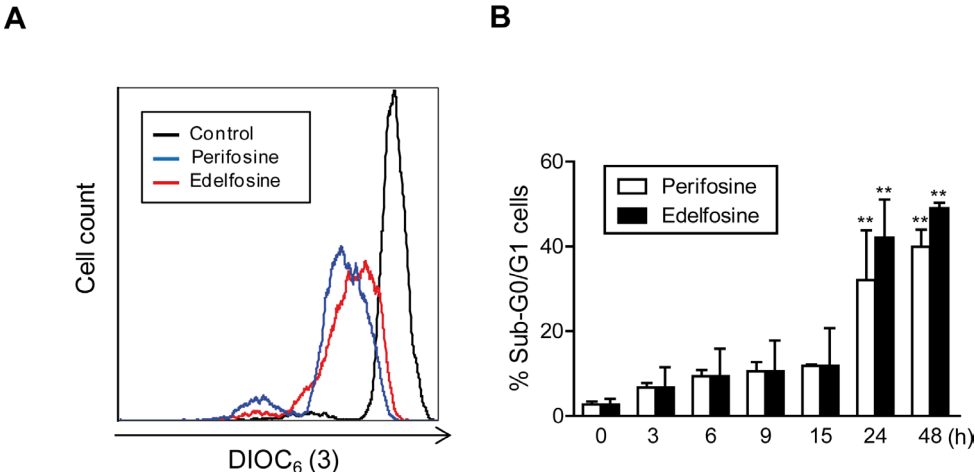 A
B
Control
Perifosine
Edelfosine
Cell count
DIOC₆ (3)
Perifosine
Edelfosine
% Sub-G0/G1 cells
60
40
20
0
** ** ** **
0 3 6 9 15 24 48 (h)